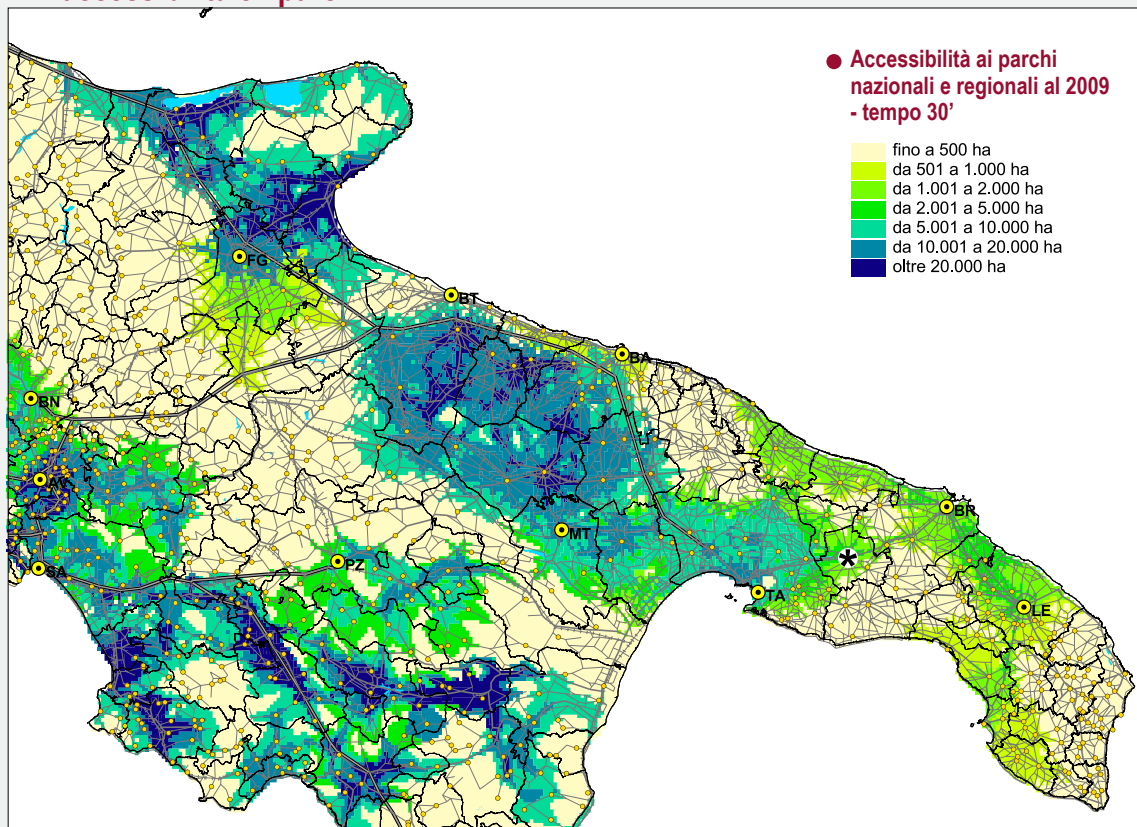 Accessibilità ai parchi
nazionali e regionali al 2009
- tempo 30’
fino a 500 ha
da 501 a 1.000 ha
da 1.001 a 2.000 ha
da 2.001 a 5.000 ha
da 5.001 a 10.000 ha
da 10.001 a 20.000 ha
oltre 20.000 ha
FG
BT
BA
BN
AV
BR
MT
PZ
SA
TA
LE
*